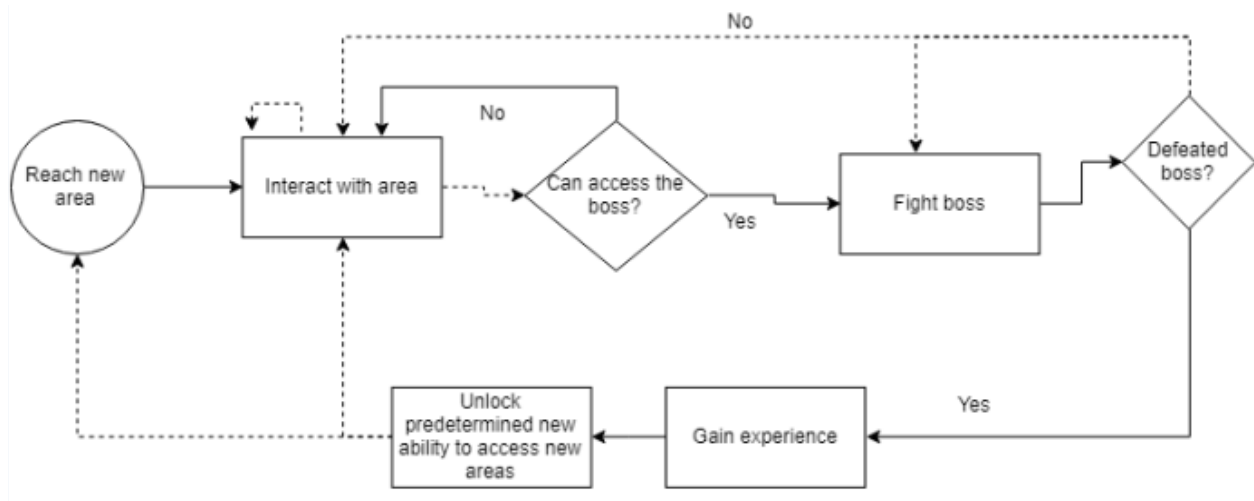 No
No
Reach new
area
Interact with area
Can access the
boss?
Yes
Fight boss
Defeated
boss?
Yes
Gain experience
Unlock
predetermined new
ability to access new
areas